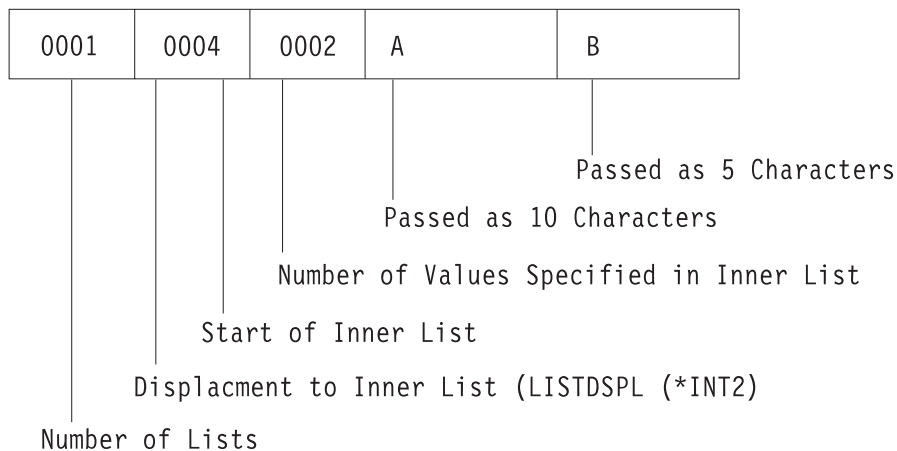 0001 0004 0002 A B
Passed as 5 Characters
Passed as 10 Characters
Number of Values Specified in Inner List
Start of Inner List
Displacment to Inner List (LISTDSPL (*INT2)
Number of Lists